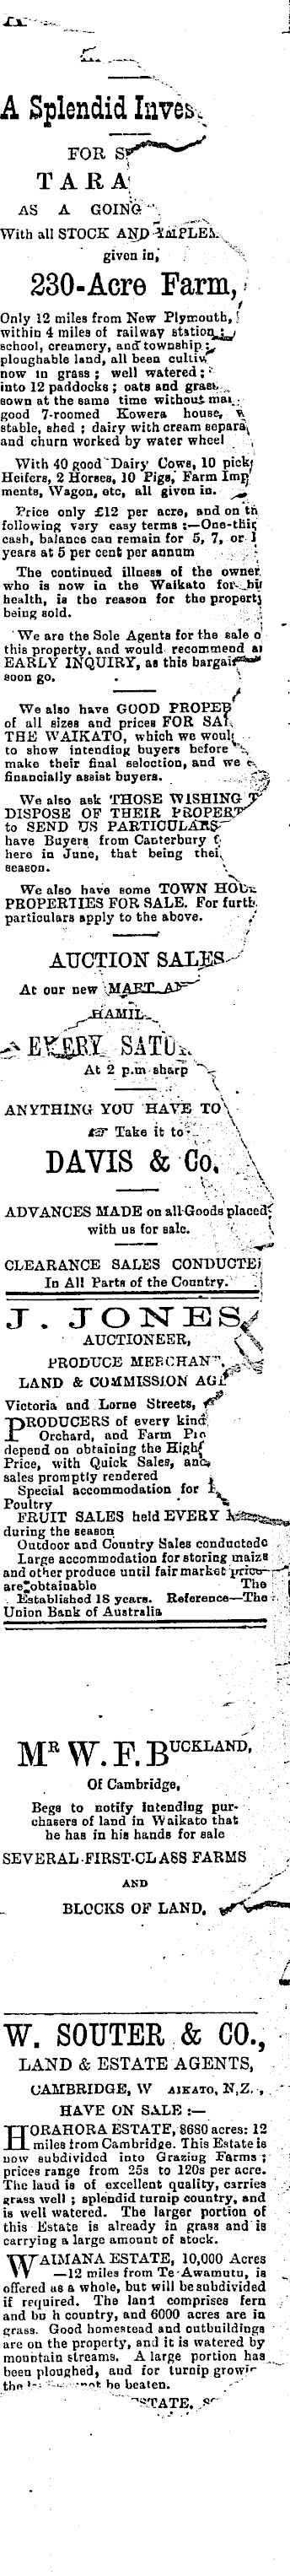 A Splendid Inves
FOR S
TARA
AS A GOING
With all STOCK AND
given in,
230-Acre Farm,
Only 12 miles from New Plymouth,
within 4 miles of railway station;
school, creamery, and township;
ploughable land, all been
now in grass; well watered;
into 12 paddocks; oats and grass
sown at the same time without
good 7-roomed Kowera house,
stable, shed; dairy with cream separa
and churn worked by water wheel
With 40 good Dairy Cows, 10
Heifers, 2 Horses, 10 Pigs, Farm Imp
ments, Wagon, etc, all given in.
Price only £12 per acre, and on
following very easy terms :—One-thi
cash, balance can remain for 5, 7, or
years at 5 per cent per annum
The continued illness of the owner
who is now in the Waikato for
health, is the reason for the property
being sold.
We are the Sole Agents for the sale o
this property, and would recommend
EARLY INQUIRY, as this bargai
soon go.
We also have GOOD PROPE
of all sizes and prices FOR SA
THE WAIKATO, which we woul
to show intending buyers before
make their final selection, and we
financially assist buyers.
We also ask THOSE WISHING
DISPOSE OF THEIR PROPER
to SEND US PARTICULARS
have Buyers from Canterbury
here in June, that being thei
season.
We also have some TOWN HOU
PROPERTIES FOR SALE. For furth
particulars apply to the above.
AUCTION SALES
At our new MART
HAMIL
EVERY SATU
At 2 p.m sharp
ANYTHING YOU HAVE TO
☞ Take it to
DAVIS & Co.
ADVANCES MADE on all Goods placed
with us for sale.
CLEARANCE SALES CONDUCTE
In All Parts of the Country.
J. JONES
AUCTIONEER,
PRODUCE MERCHANT,
LAND & COMMISSION AG
Victoria and Lorne Streets,
PRODUCERS of every kind
Orchard, and Farm
depend on obtaining the High
Price, with Quick Sales, and
sales promptly rendered
Special accommodation for
Poultry
FRUIT SALES held EVERY
during the season
Outdoor and Country Sales conducted
Large accommodation for storing maize
and other produce until fair market price
are obtainable The
Established 18 years. Reference—The
Union Bank of Australia
MR W. F. BUCKLAND,
Of Cambridge,
Begs to notify intending pur-
chasers of land in Waikato that
he has in his hands for sale
SEVERAL FIRST-CLASS FARMS
AND
BLOCKS OF LAND.
W. SOUTER & CO.,
LAND & ESTATE AGENTS,
CAMBRIDGE, WAIKATO, N.Z.,
HAVE ON SALE :—
HORAHORA ESTATE, 8680 acres: 12
miles from Cambridge. This Estate is
now subdivided into Grazing Farms;
prices range from 25s to 120s per acre.
The land is of excellent quality, carries
grass well; splendid turnip country, and
is well watered. The larger portion of
this Estate is already in grass and is
carrying a large amount of stock.
WAIMANA ESTATE, 10,000 Acres
—12 miles from Te Awamutu, is
offered as a whole, but will be subdivided
if required. The land comprises fern
and bu h country, and 6000 acres are in
grass. Good homestead and outbuildings
are on the property, and it is watered by
mountain streams. A large portion has
been ploughed, and for turnip growi
the not be beaten.
TATE,